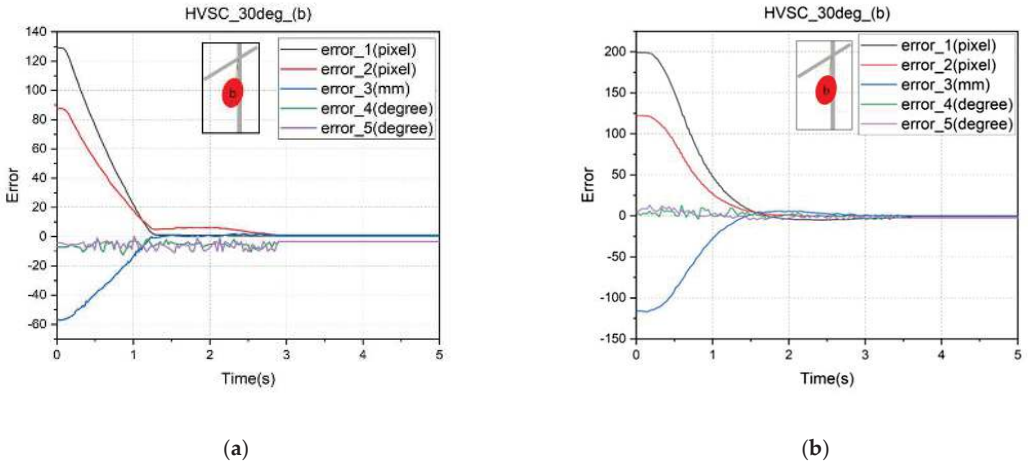 HVSC_30deg_(b)
140
120
100
80
60
40
20
0
-20
-40
-60
Error
b
error_1(pixel)
error_2(pixel)
error_3(mm)
error_4(degree)
error_5(degree)
0 1 2 3 4 5
Time(s)
(a)
HVSC_30deg_(b)
200
150
100
50
0
-50
-100
-150
Error
b
error_1(pixel)
error_2(pixel)
error_3(mm)
error_4(degree)
error_5(degree)
0 1 2 3 4 5
Time(s)
(b)